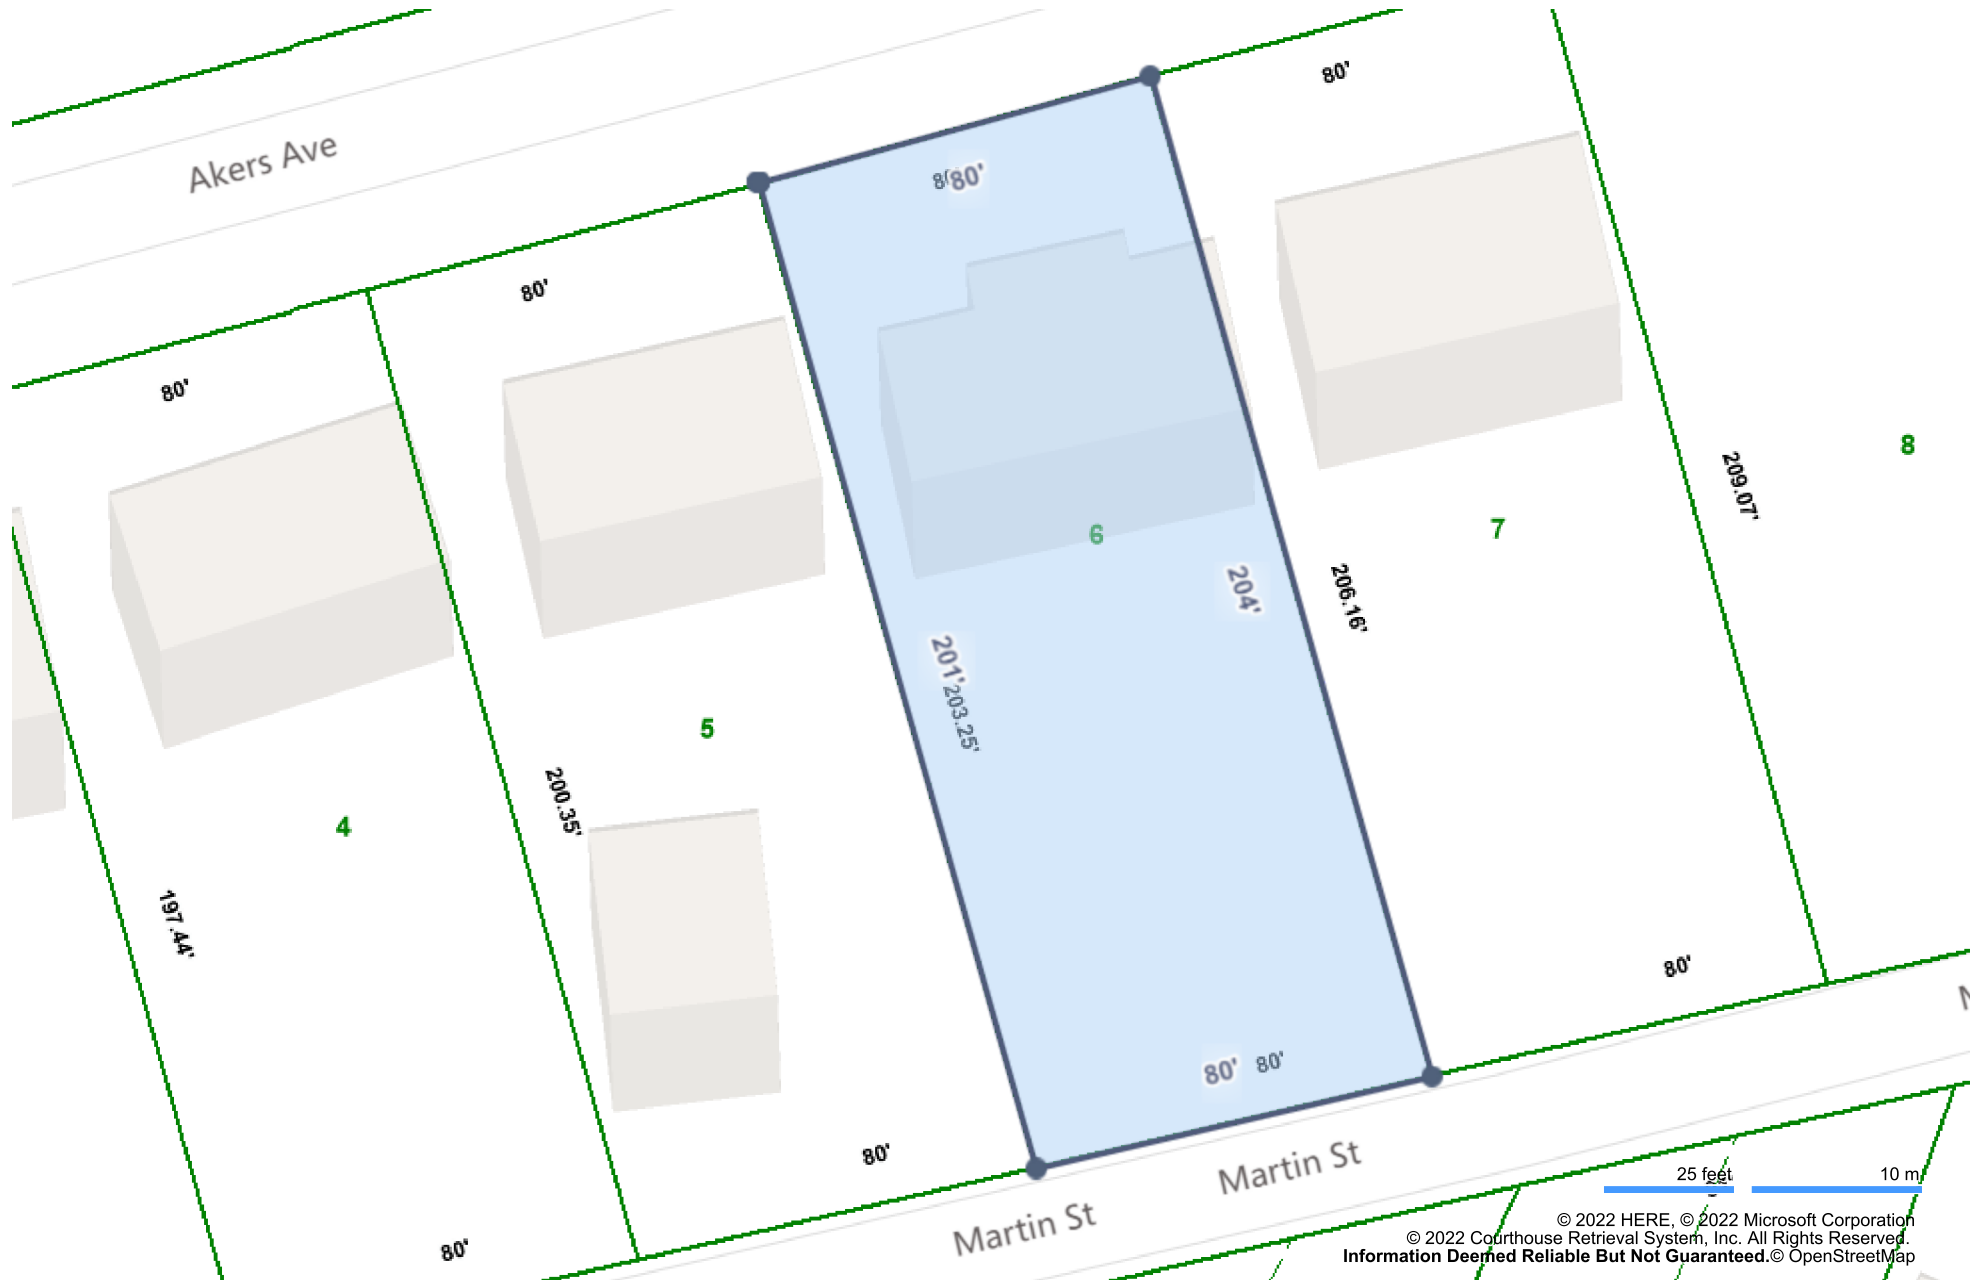 80'
Akers Ave
80'
80'
80'
80'
8
209.07'
7
6
204'
206.16'
201'
203.25'
5
200.35'
4
197.44'
80'
80'
80'
80'
80'
Martin St
Martin St
25 feet
10 m
© 2022 HERE, © 2022 Microsoft Corporation
© 2022 Courthouse Retrieval System, Inc. All Rights Reserved.
Information Deemed Reliable But Not Guaranteed.© OpenStreetMap